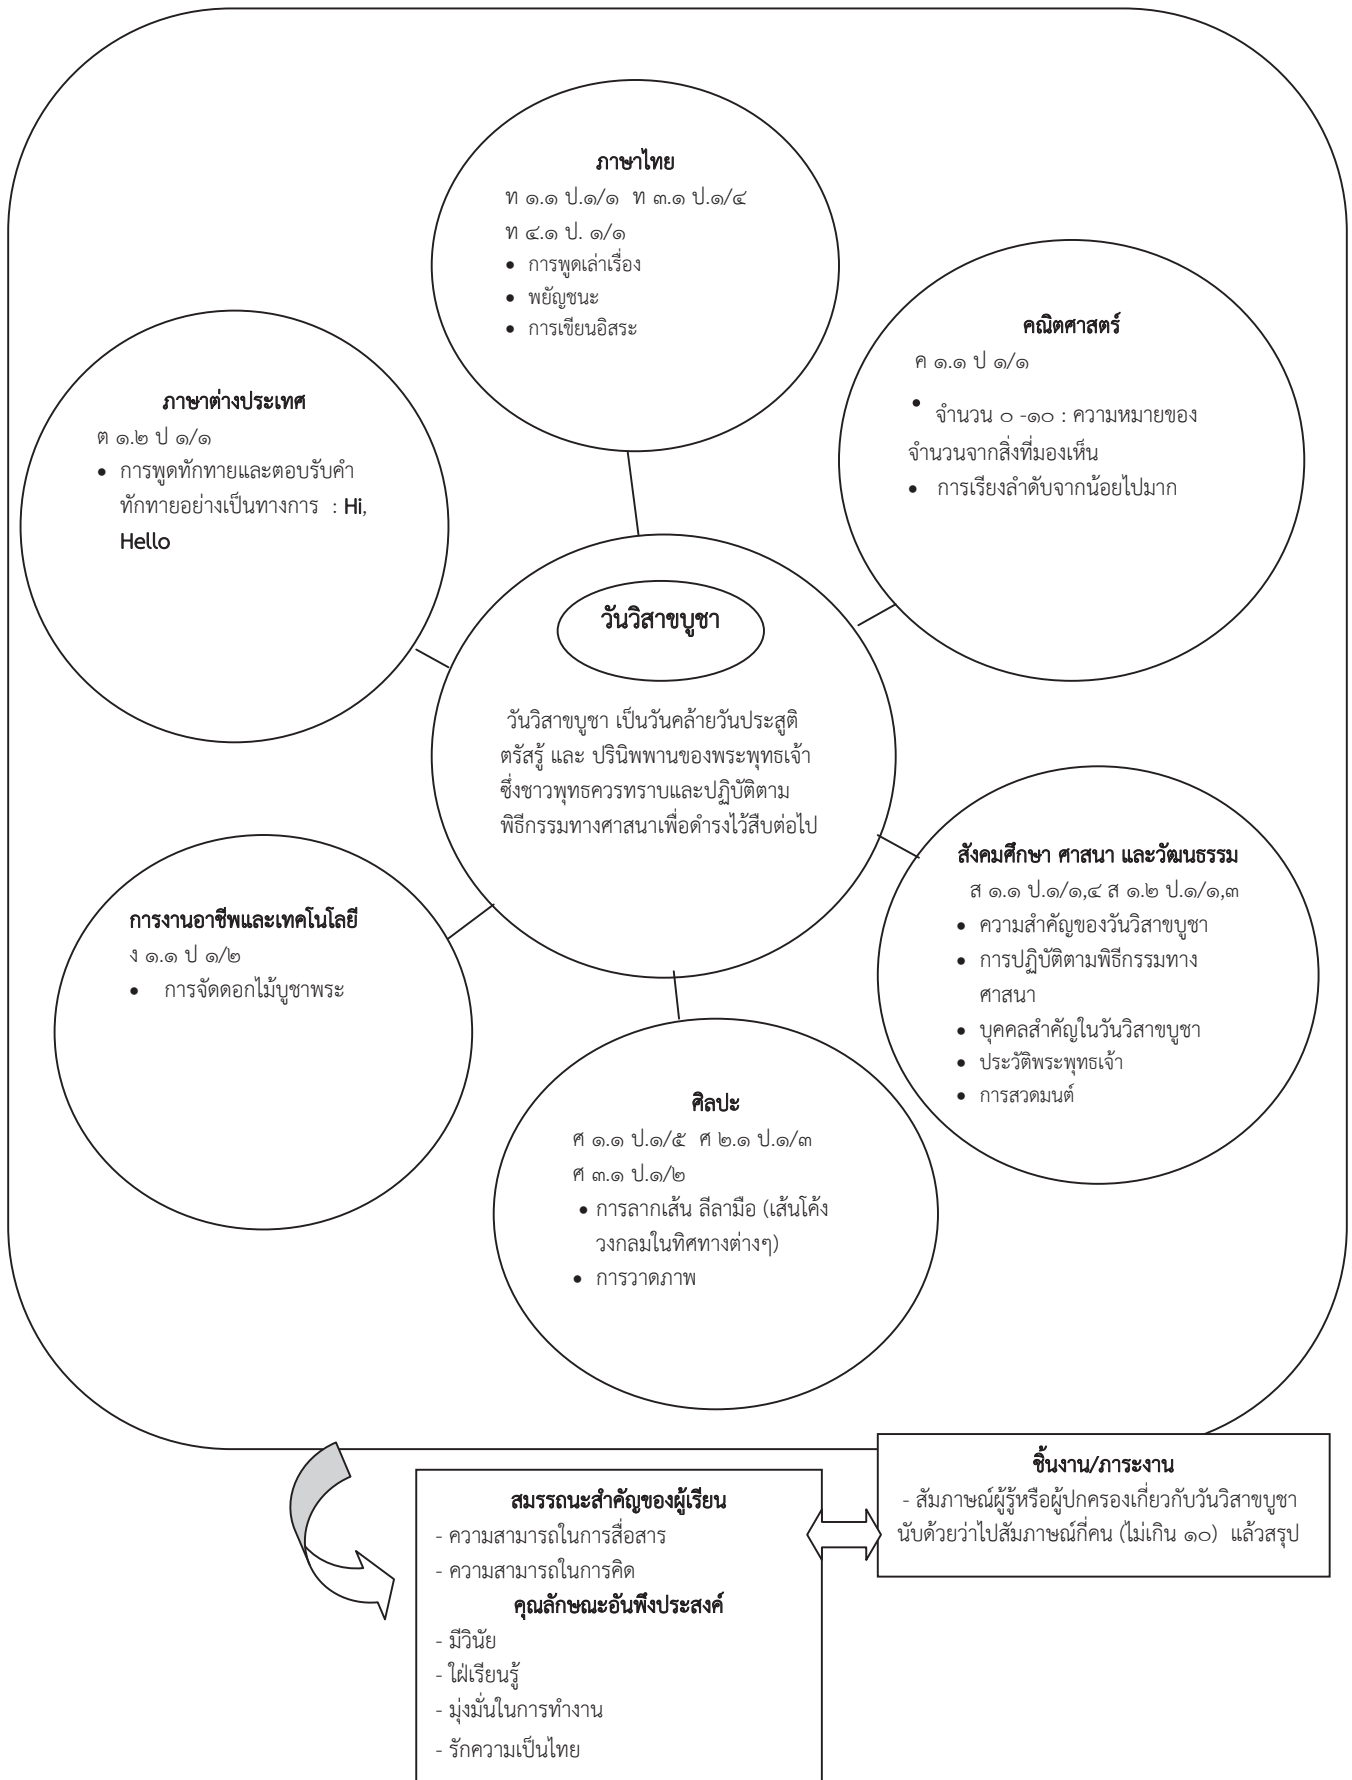 ภาษาไทย
ท ๑.๑ ป.๑/๑ ท ๓.๑ ป.๑/๔
ท ๔.๑ ป. ๑/๑
• การพูดเล่าเรื่อง
• พยัญชนะ
• การเขียนอิสระ
คณิตศาสตร์
ค ๑.๑ ป ๑/๑
• จำนวน ๐ -๑๐ : ความหมายของ
จำนวนจากสิ่งที่มองเห็น
• การเรียงลำดับจากน้อยไปมาก
ภาษาต่างประเทศ
ต ๑.๒ ป ๑/๑
• การพูดทักทายและตอบรับคำ
ทักทายอย่างเป็นทางการ : Hi,
Hello
วันวิสาขบูชา
วันวิสาขบูชา เป็นวันคล้ายวันประสูติ
ตรัสรู้ และ ปรินิพพานของพระพุทธเจ้า
ซึ่งชาวพุทธควรทราบและปฏิบัติตาม
พิธีกรรมทางศาสนาเพื่อดำรงไว้สืบต่อไป
สังคมศึกษา ศาสนา และวัฒนธรรม
ส ๑.๑ ป.๑/๑,๔ ส ๑.๒ ป.๑/๑,๓
• ความสำคัญของวันวิสาขบูชา
• การปฏิบัติตามพิธีกรรมทาง
ศาสนา
• บุคคลสำคัญในวันวิสาขบูชา
• ประวัติพระพุทธเจ้า
• การสวดมนต์
การงานอาชีพและเทคโนโลยี
ง ๑.๑ ป ๑/๒
• การจัดดอกไม้บูชาพระ
ศิลปะ
ศ ๑.๑ ป.๑/๕ ศ ๒.๑ ป.๑/๓
ศ ๓.๑ ป.๑/๒
• การลากเส้น ลีลามือ (เส้นโค้ง
วงกลมในทิศทางต่างๆ)
• การวาดภาพ
ชิ้นงาน/ภาระงาน
- สัมภาษณ์ผู้รู้หรือผู้ปกครองเกี่ยวกับวันวิสาขบูชา
นับด้วยว่าไปสัมภาษณ์กี่คน (ไม่เกิน ๑๐) แล้วสรุป
สมรรถนะสำคัญของผู้เรียน
- ความสามารถในการสื่อสาร
- ความสามารถในการคิด
คุณลักษณะอันพึงประสงค์
- มีวินัย
- ใฝ่เรียนรู้
- มุ่งมั่นในการทำงาน
- รักความเป็นไทย